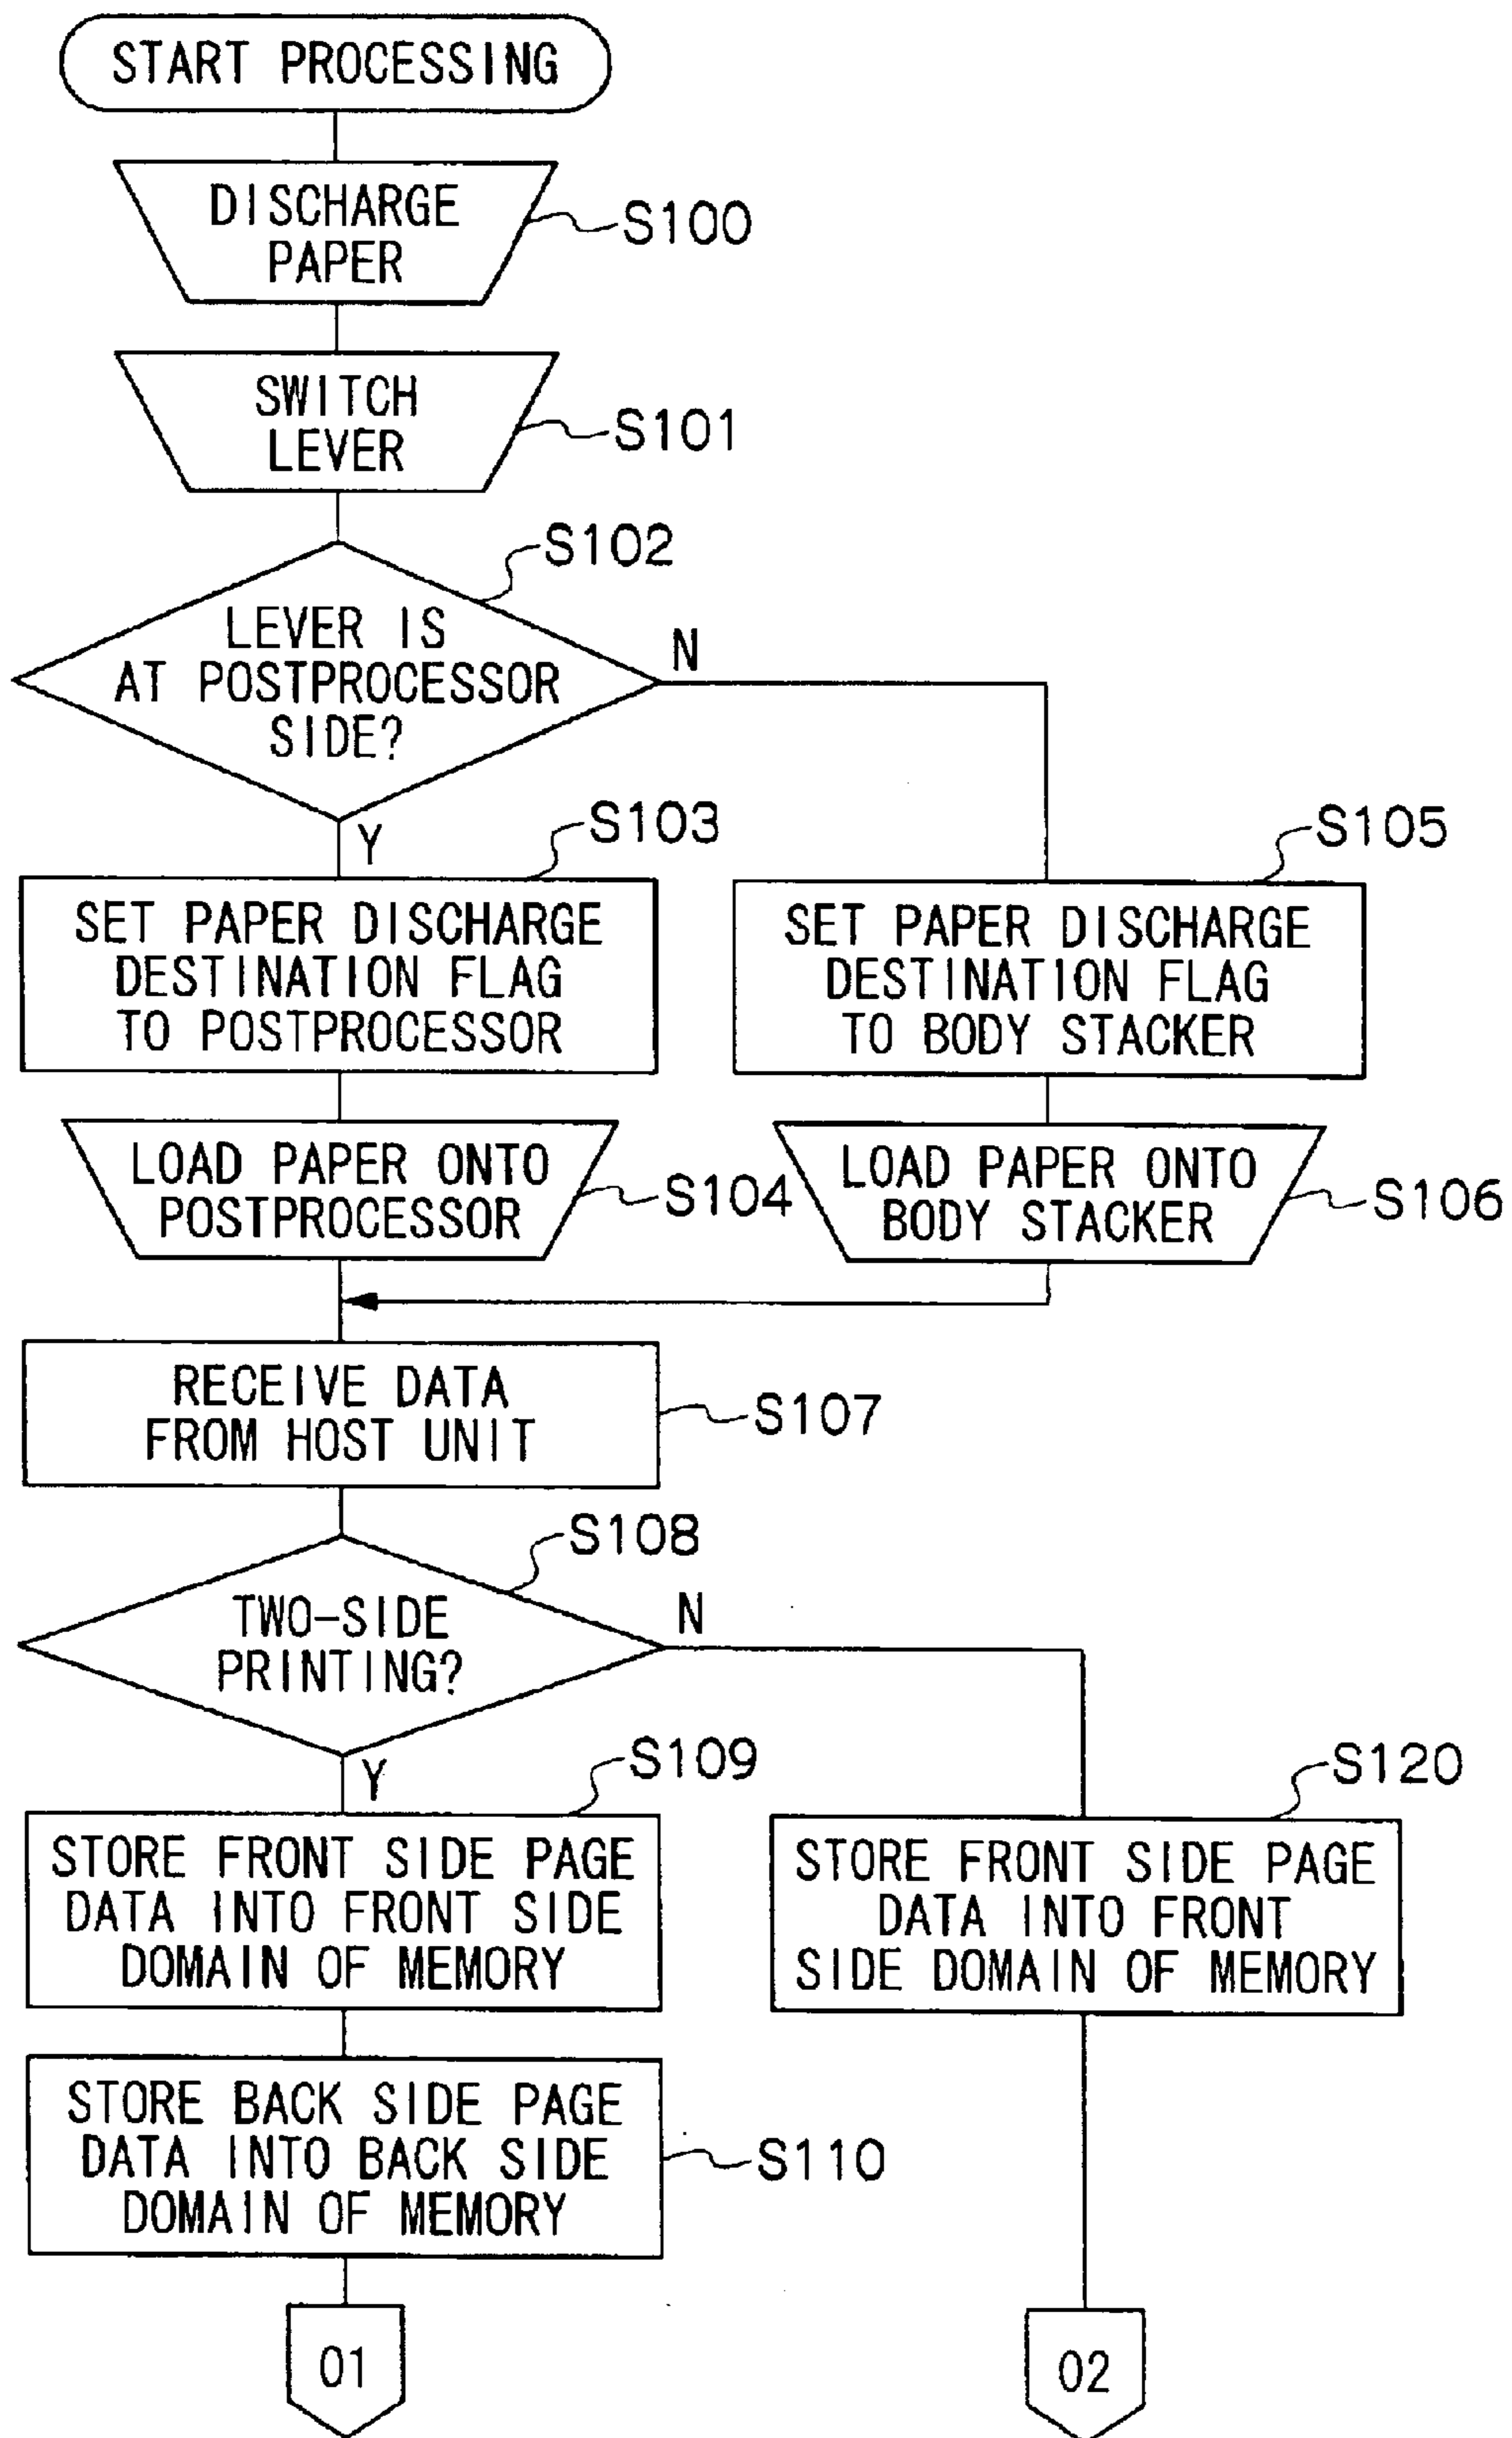 START PROCESSING
DISCHARGE
PAPER
S100
SWITCH
LEVER
S101
S102
LEVER IS
AT POSTPROCESSOR
SIDE?
N
Y
S103
SET PAPER DISCHARGE
DESTINATION FLAG
TO POSTPROCESSOR
S105
SET PAPER DISCHARGE
DESTINATION FLAG
TO BODY STACKER
LOAD PAPER ONTO
POSTPROCESSOR
S104
LOAD PAPER ONTO
BODY STACKER
S106
RECEIVE DATA
FROM HOST UNIT
S107
S108
TWO-SIDE
PRINTING?
N
Y
S109
STORE FRONT SIDE PAGE
DATA INTO FRONT SIDE
DOMAIN OF MEMORY
S120
STORE FRONT SIDE PAGE
DATA INTO FRONT
SIDE DOMAIN OF MEMORY
STORE BACK SIDE PAGE
DATA INTO BACK SIDE
DOMAIN OF MEMORY
S110
01
02